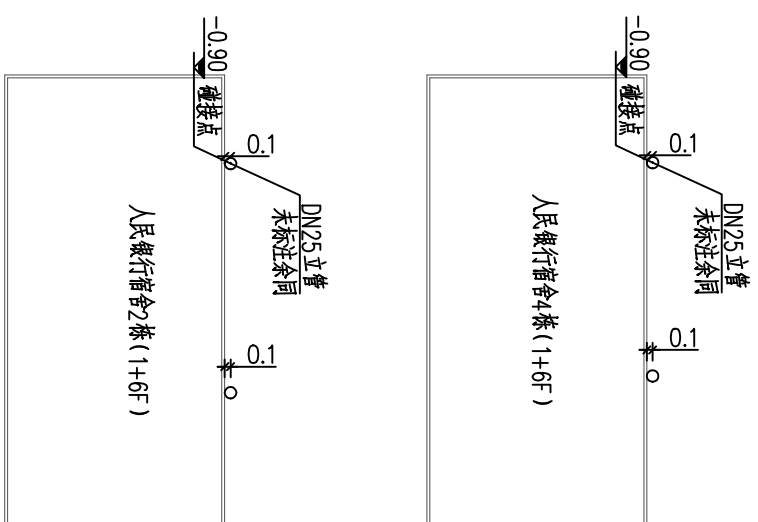 -0.90
碰接点
0.1
DN25立管
未标注余同
人民银行宿舍2栋(1+6F)
0.1
-0.90
碰接点
0.1
DN25立管
未标注余同
人民银行宿舍4栋(1+6F)
0.1